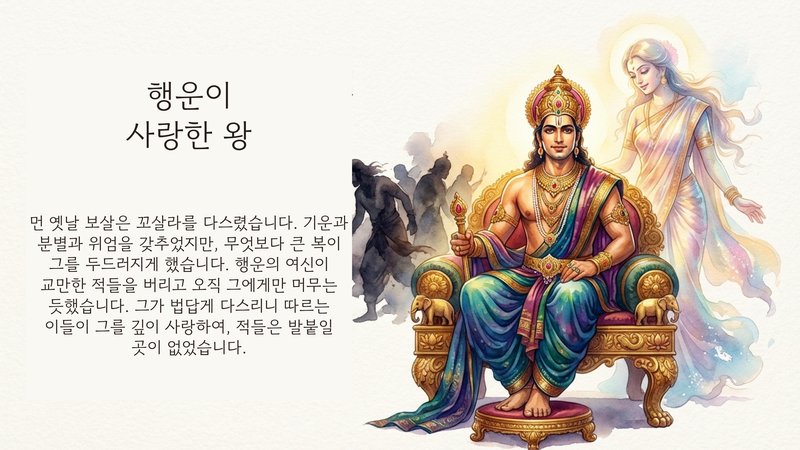 행운이
사랑한 왕
먼 옛날 보살은 꼬살라를 다스렸습니다. 기운과
분별과 위엄을 갖추었지만, 무엇보다 큰 복이
그를 두드러지게 했습니다. 행운의 여신이
교만한 적들을 버리고 오직 그에게만 머무는
듯했습니다. 그가 법답게 다스리니 따르는
이들이 그를 깊이 사랑하여, 적들은 발붙일
곳이 없었습니다.